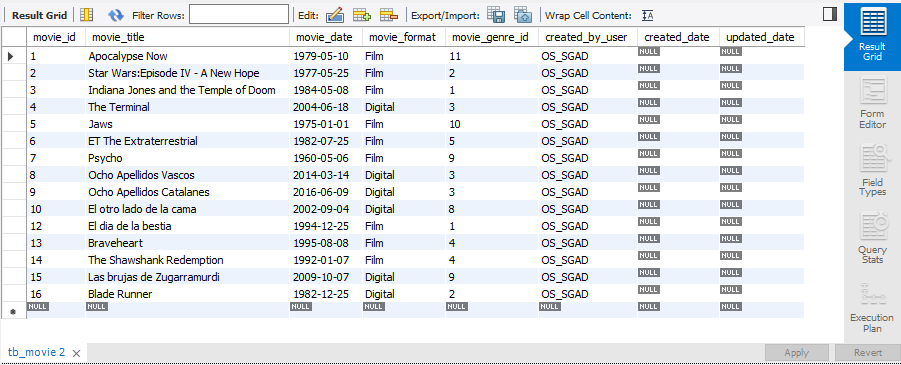 Result Grid Filter Rows: Edit: Export/Import: Wrap Cell Content: IA
movie_id movie_title movie_date movie_format movie_genre_id created_by_user created_date updated_date
1 Apocalypse Now 1979-05-10 Film 11 OS_SGAD NULL NULL
2 Star Wars:Episode IV - A New Hope 1977-05-25 Film 2 OS_SGAD NULL NULL
3 Indiana Jones and the Temple of Doom 1984-05-08 Film 1 OS_SGAD NULL NULL
4 The Terminal 2004-06-18 Digital 3 OS_SGAD NULL NULL
5 Jaws 1975-01-01 Film 10 OS_SGAD NULL NULL
6 ET The Extraterrestrial 1982-07-25 Film 5 OS_SGAD NULL NULL
7 Psycho 1960-05-06 Film 9 OS_SGAD NULL NULL
8 Ocho Apellidos Vascos 2014-03-14 Digital 3 OS_SGAD NULL NULL
9 Ocho Apellidos Catalanes 2016-06-09 Digital 3 OS_SGAD NULL NULL
10 El otro lado de la cama 2002-09-04 Digital 8 OS_SGAD NULL NULL
12 El dia de la bestia 1994-12-25 Film 1 OS_SGAD NULL NULL
13 Braveheart 1995-08-08 Film 4 OS_SGAD NULL NULL
14 The Shawshank Redemption 1992-01-07 Film 4 OS_SGAD NULL NULL
15 Las brujas de Zugarramurdi 2009-10-07 Digital 9 OS_SGAD NULL NULL
16 Blade Runner 1982-12-25 Digital 2 OS_SGAD NULL NULL
NULL NULL NULL NULL NULL NULL NULL NULL
tb_movie 2 Apply Revert
Result
Grid
Form
Editor
Field
Types
Query
Stats
Execution
Plan